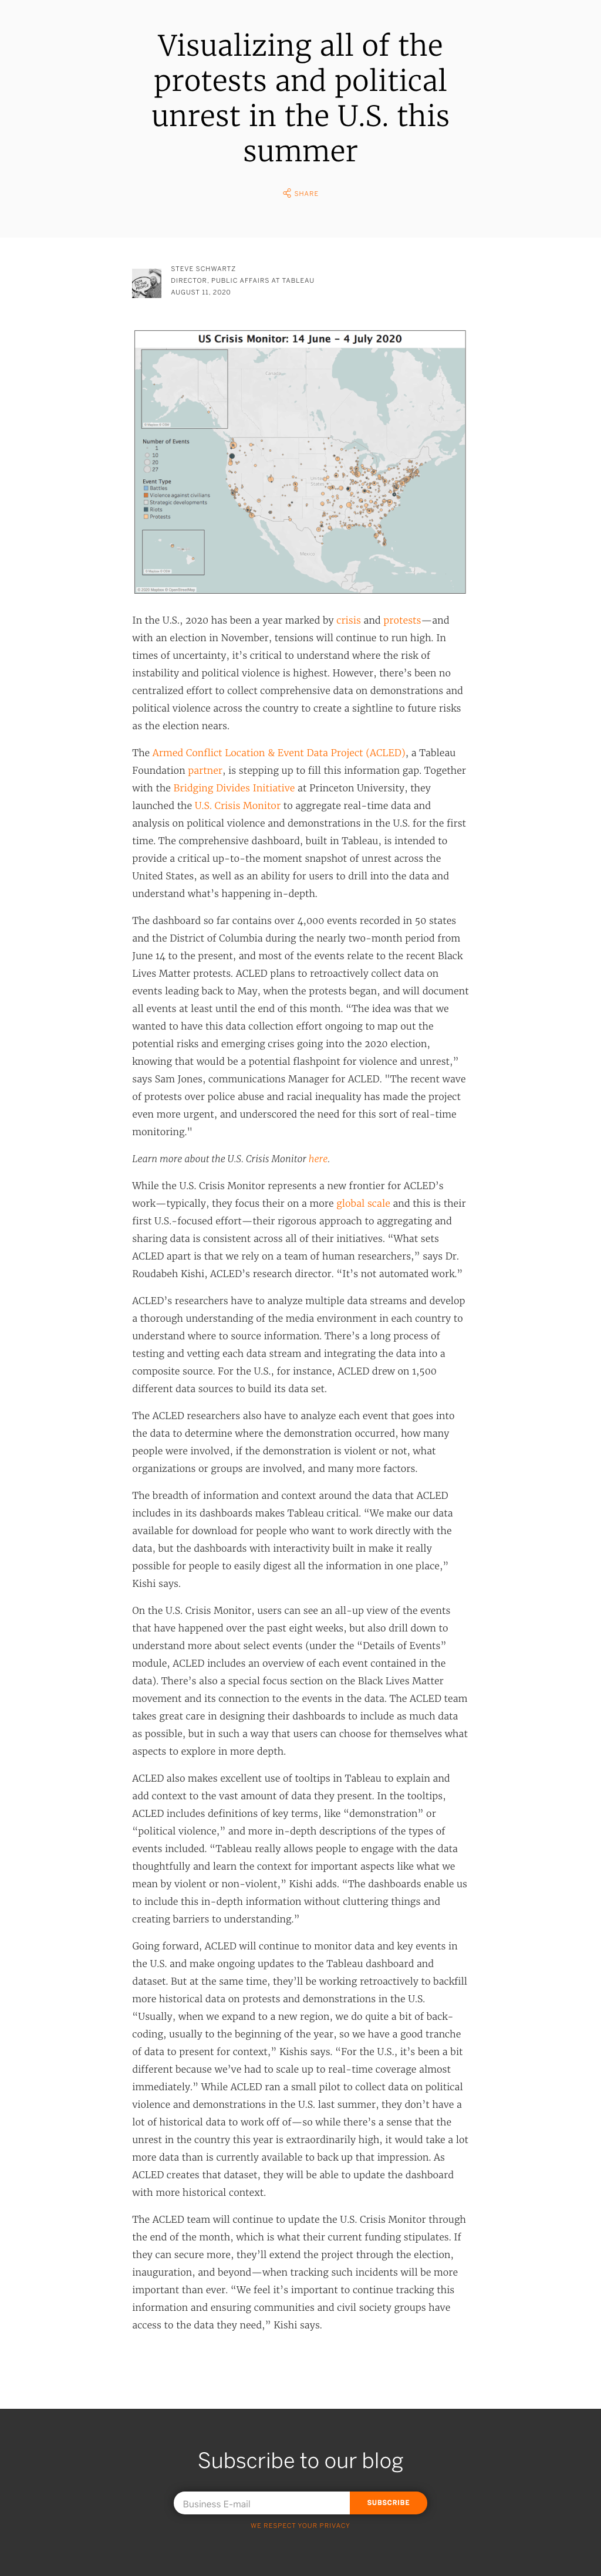 Visualizing all of the
protests and political
unrest in the U.S. this
summer
SHARE
STEVE SCHWARTZ
DIRECTOR, PUBLIC AFFAIRS AT TABLEAU
AUGUST 11, 2020
US Crisis Monitor: 14 June – 4 July 2020
Number of Events
1
10
20
27
Event Type
Battles
Violence against civilians
Strategic developments
Riots
Protests
Mexico
In the U.S., 2020 has been a year marked by crisis and protests—and
with an election in November, tensions will continue to run high. In
times of uncertainty, it’s critical to understand where the risk of
instability and political violence is highest. However, there’s been no
centralized effort to collect comprehensive data on demonstrations and
political violence across the country to create a sightline to future risks
as the election nears.
The Armed Conflict Location & Event Data Project (ACLED), a Tableau
Foundation partner, is stepping up to fill this information gap. Together
with the Bridging Divides Initiative at Princeton University, they
launched the U.S. Crisis Monitor to aggregate real-time data and
analysis on political violence and demonstrations in the U.S. for the first
time. The comprehensive dashboard, built in Tableau, is intended to
provide a critical up-to-the moment snapshot of unrest across the
United States, as well as an ability for users to drill into the data and
understand what’s happening in-depth.
The dashboard so far contains over 4,000 events recorded in 50 states
and the District of Columbia during the nearly two-month period from
June 14 to the present, and most of the events relate to the recent Black
Lives Matter protests. ACLED plans to retroactively collect data on
events leading back to May, when the protests began, and will document
all events at least until the end of this month. “The idea was that we
wanted to have this data collection effort ongoing to map out the
potential risks and emerging crises going into the 2020 election,
knowing that would be a potential flashpoint for violence and unrest,”
says Sam Jones, communications Manager for ACLED. "The recent wave
of protests over police abuse and racial inequality has made the project
even more urgent, and underscored the need for this sort of real-time
monitoring."
Learn more about the U.S. Crisis Monitor here.
While the U.S. Crisis Monitor represents a new frontier for ACLED’s
work—typically, they focus their on a more global scale and this is their
first U.S.-focused effort—their rigorous approach to aggregating and
sharing data is consistent across all of their initiatives. “What sets
ACLED apart is that we rely on a team of human researchers,” says Dr.
Roudabeh Kishi, ACLED’s research director. “It’s not automated work.”
ACLED’s researchers have to analyze multiple data streams and develop
a thorough understanding of the media environment in each country to
understand where to source information. There’s a long process of
testing and vetting each data stream and integrating the data into a
composite source. For the U.S., for instance, ACLED drew on 1,500
different data sources to build its data set.
The ACLED researchers also have to analyze each event that goes into
the data to determine where the demonstration occurred, how many
people were involved, if the demonstration is violent or not, what
organizations or groups are involved, and many more factors.
The breadth of information and context around the data that ACLED
includes in its dashboards makes Tableau critical. “We make our data
available for download for people who want to work directly with the
data, but the dashboards with interactivity built in make it really
possible for people to easily digest all the information in one place,”
Kishi says.
On the U.S. Crisis Monitor, users can see an all-up view of the events
that have happened over the past eight weeks, but also drill down to
understand more about select events (under the “Details of Events”
module, ACLED includes an overview of each event contained in the
data). There’s also a special focus section on the Black Lives Matter
movement and its connection to the events in the data. The ACLED team
takes great care in designing their dashboards to include as much data
as possible, but in such a way that users can choose for themselves what
aspects to explore in more depth.
ACLED also makes excellent use of tooltips in Tableau to explain and
add context to the vast amount of data they present. In the tooltips,
ACLED includes definitions of key terms, like “demonstration” or
“political violence,” and more in-depth descriptions of the types of
events included. “Tableau really allows people to engage with the data
thoughtfully and learn the context for important aspects like what we
mean by violent or non-violent,” Kishi adds. “The dashboards enable us
to include this in-depth information without cluttering things and
creating barriers to understanding.”
Going forward, ACLED will continue to monitor data and key events in
the U.S. and make ongoing updates to the Tableau dashboard and
dataset. But at the same time, they’ll be working retroactively to backfill
more historical data on protests and demonstrations in the U.S.
“Usually, when we expand to a new region, we do quite a bit of back-
coding, usually to the beginning of the year, so we have a good tranche
of data to present for context,” Kishis says. “For the U.S., it’s been a bit
different because we’ve had to scale up to real-time coverage almost
immediately.” While ACLED ran a small pilot to collect data on political
violence and demonstrations in the U.S. last summer, they don’t have a
lot of historical data to work off of—so while there’s a sense that the
unrest in the country this year is extraordinarily high, it would take a lot
more data than is currently available to back up that impression. As
ACLED creates that dataset, they will be able to update the dashboard
with more historical context.
The ACLED team will continue to update the U.S. Crisis Monitor through
the end of the month, which is what their current funding stipulates. If
they can secure more, they’ll extend the project through the election,
inauguration, and beyond—when tracking such incidents will be more
important than ever. “We feel it’s important to continue tracking this
information and ensuring communities and civil society groups have
access to the data they need,” Kishi says.
Subscribe to our blog
Business E-mail
SUBSCRIBE
WE RESPECT YOUR PRIVACY